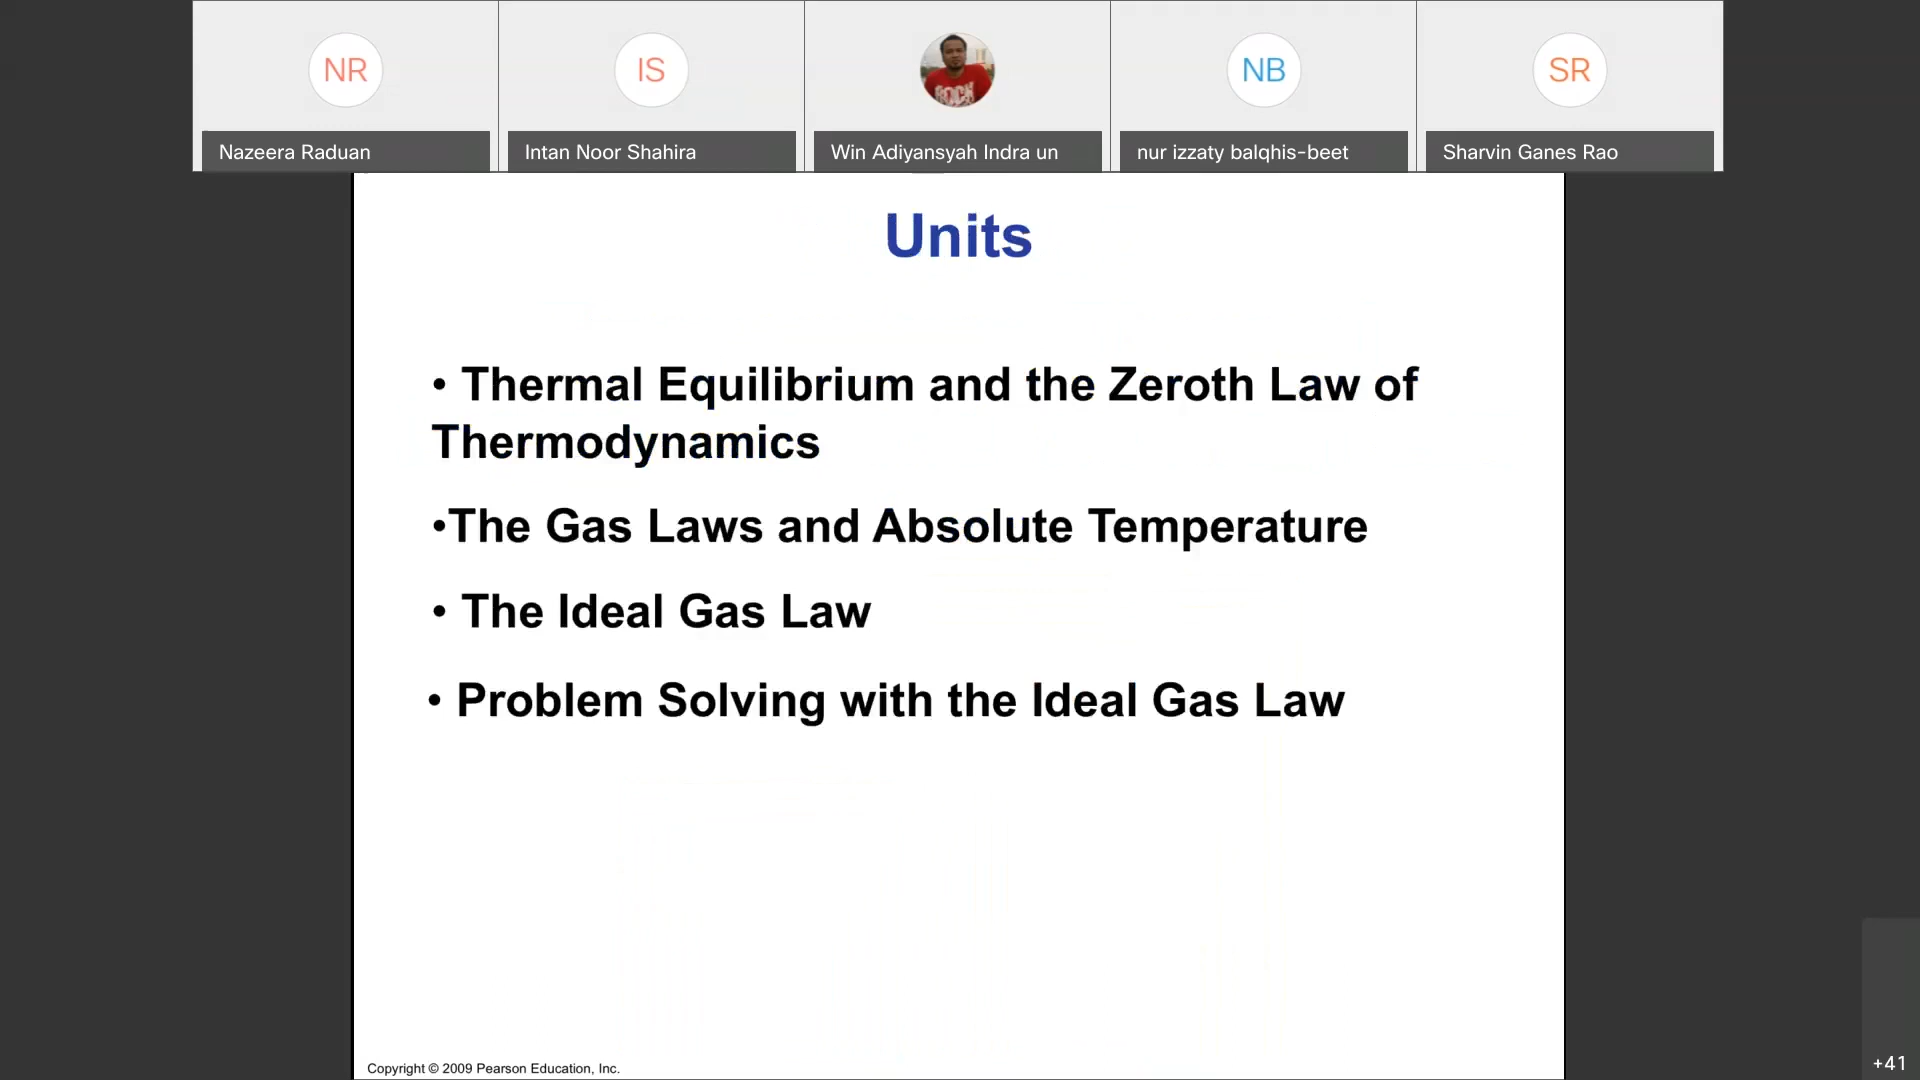 NR
IS
NB
SR
Nazeera Raduan
Intan Noor Shahira
Win Adiyansyah Indra un
nur izzaty balqhis-beet
Sharvin Ganes Rao
Units
• Thermal Equilibrium and the Zeroth Law of
Thermodynamics
•The Gas Laws and Absolute Temperature
• The Ideal Gas Law
• Problem Solving with the Ideal Gas Law
Copyright © 2009 Pearson Education, Inc.
+41